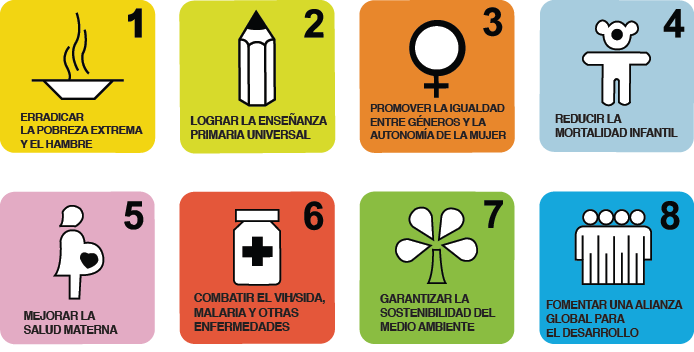 1
ERRADICAR
LA POBREZA EXTREMA
Y EL HAMBRE
2
LOGRAR LA ENSEÑANZA
PRIMARIA UNIVERSAL
3
PROMOVER LA IGUALDAD
ENTRE GÉNEROS Y LA
AUTONOMÍA DE LA MUJER
4
REDUCIR LA
MORTALIDAD INFANTIL
5
MEJORAR LA
SALUD MATERNA
6
COMBATIR EL VIH/SIDA,
MALARIA Y OTRAS
ENFERMEDADES
7
GARANTIZAR LA
SOSTENIBILIDAD DEL
MEDIO AMBIENTE
8
FOMENTAR UNA ALIANZA
GLOBAL PARA
EL DESARROLLO